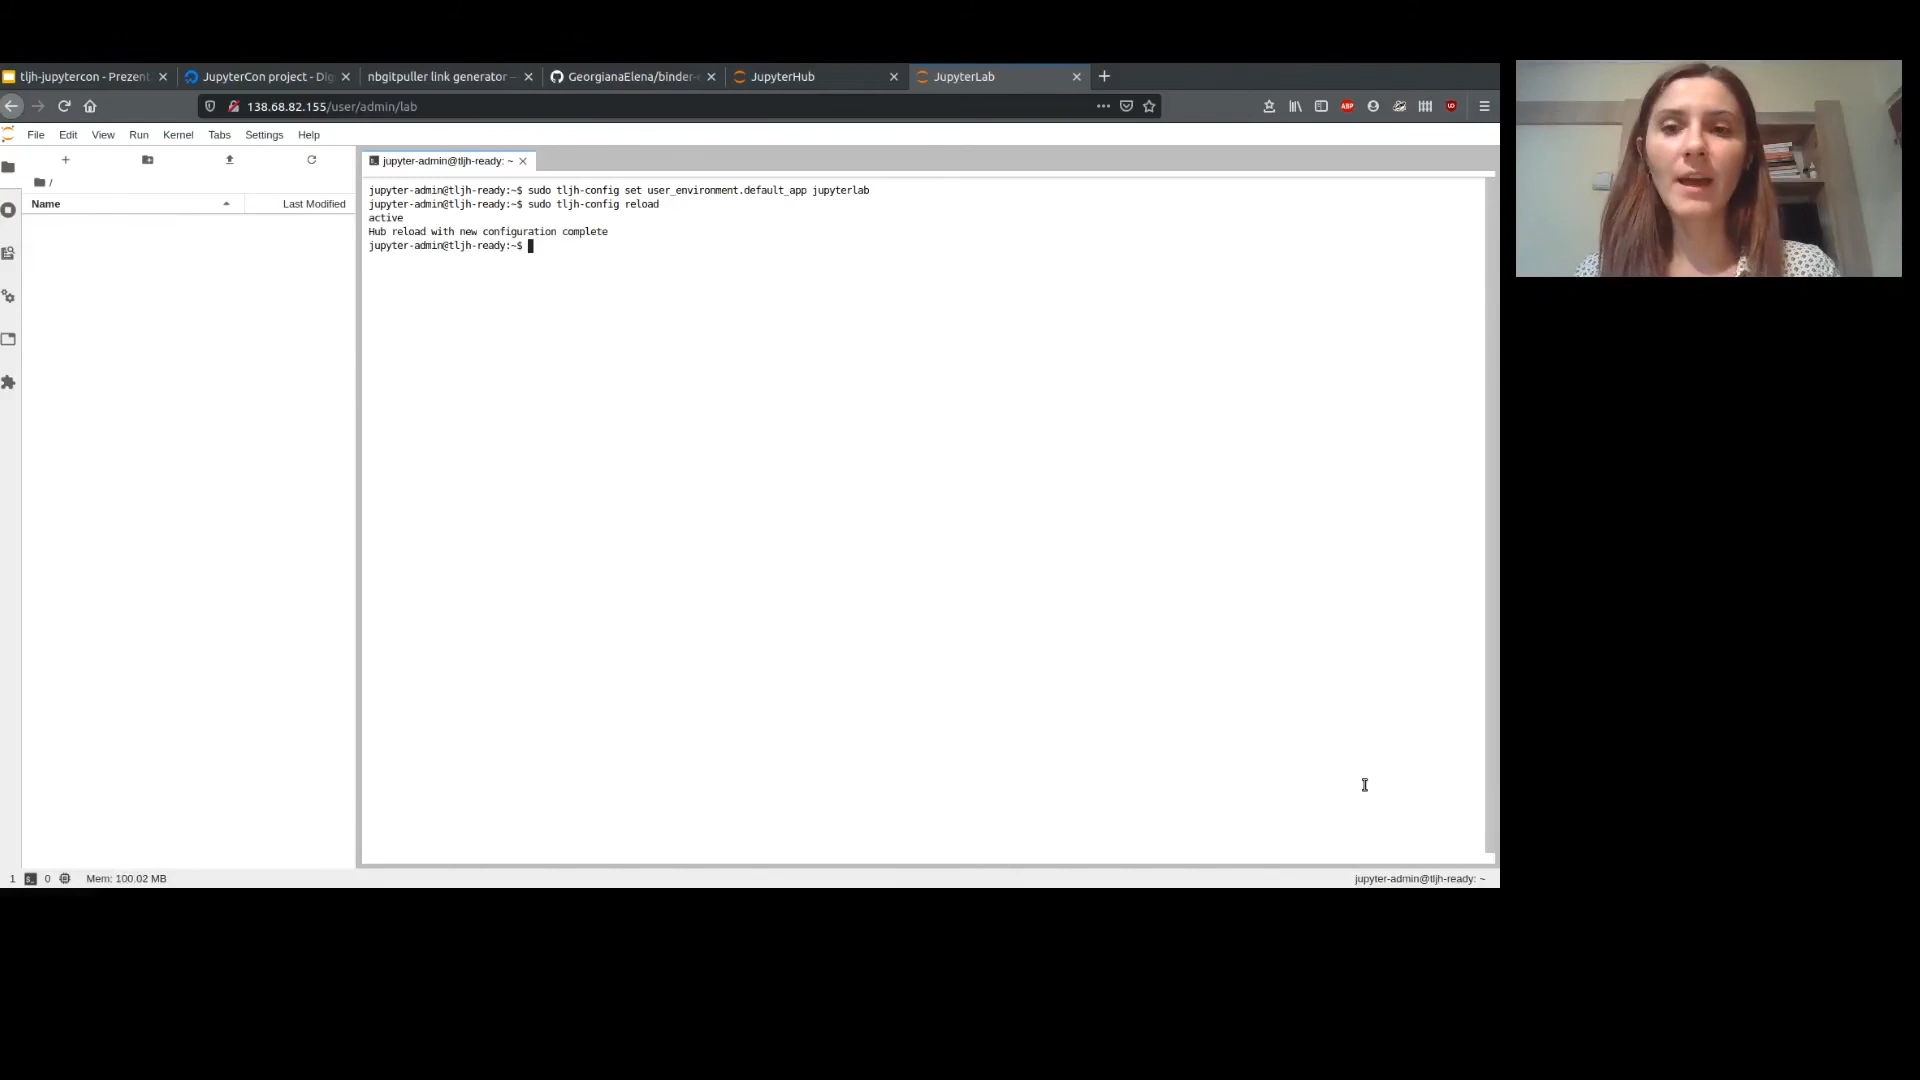 tljh-jupytercon - Prezent
JupyterCon project - Dig
nbgitpuller link generator —
GeorgianaElena/binder-
JupyterHub
JupyterLab
138.68.82.155/user/admin/lab
ABP
File Edit View Run Kernel Tabs Settings Help
jupyter-admin@tljh-ready: ~
/
Name Last Modified
jupyter-admin@tljh-ready:~$ sudo tljh-config set user_environment.default_app jupyterlab
jupyter-admin@tljh-ready:~$ sudo tljh-config reload
active
Hub reload with new configuration complete
jupyter-admin@tljh-ready:~$
1 0 Mem: 100.02 MB
jupyter-admin@tljh-ready: ~